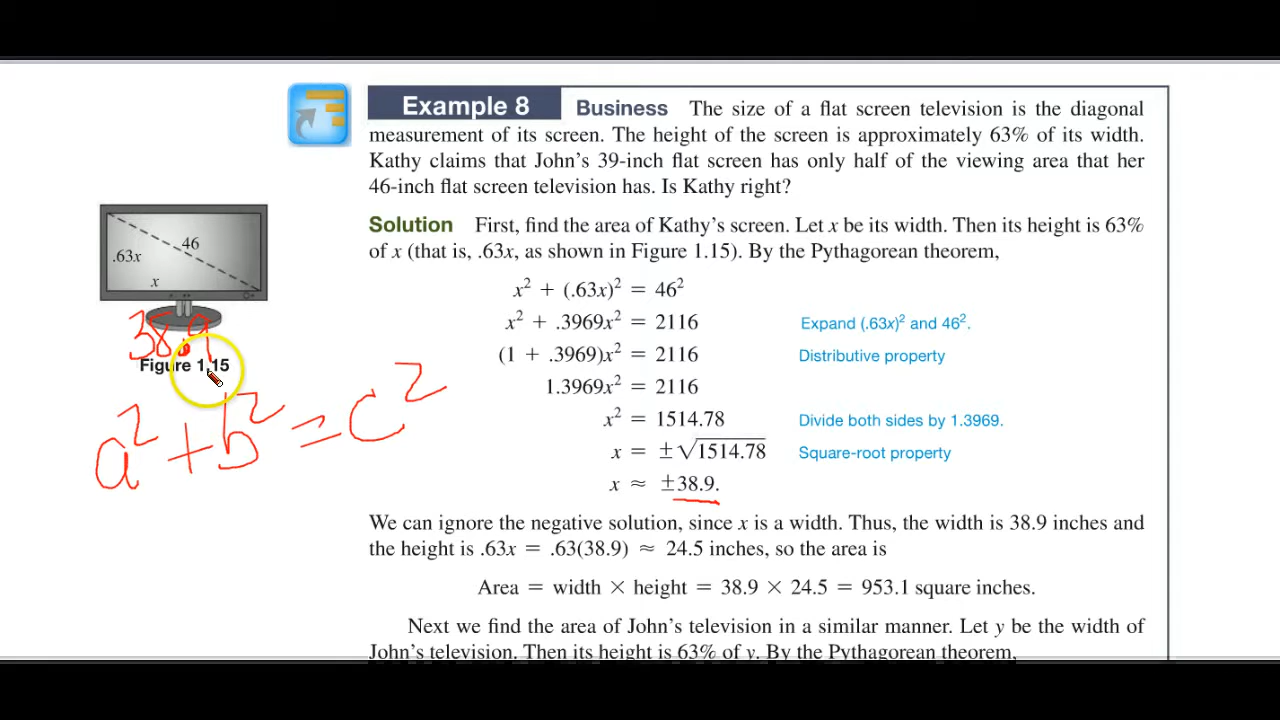 Example 8 Business The size of a flat screen television is the diagonal
measurement of its screen. The height of the screen is approximately 63% of its width.
Kathy claims that John's 39-inch flat screen has only half of the viewing area that her
46-inch flat screen television has. Is Kathy right?
Solution First, find the area of Kathy's screen. Let x be its width. Then its height is 63%
of x (that is, .63x, as shown in Figure 1.15). By the Pythagorean theorem,
x² + (.63x)² = 46²
x² + .3969x² = 2116 Expand (.63x)² and 46².
(1 + .3969)x² = 2116 Distributive property
1.3969x² = 2116
x² = 1514.78 Divide both sides by 1.3969.
x = ±√1514.78 Square-root property
x ≈ ±38.9.
We can ignore the negative solution, since x is a width. Thus, the width is 38.9 inches and
the height is .63x = .63(38.9) ≈ 24.5 inches, so the area is
Area = width × height = 38.9 × 24.5 = 953.1 square inches.
Next we find the area of John's television in a similar manner. Let y be the width of
John's television. Then its height is 63% of y. By the Pythagorean theorem,
46
.63x
x
38.9
Figure 1.15
a² + b² = c²